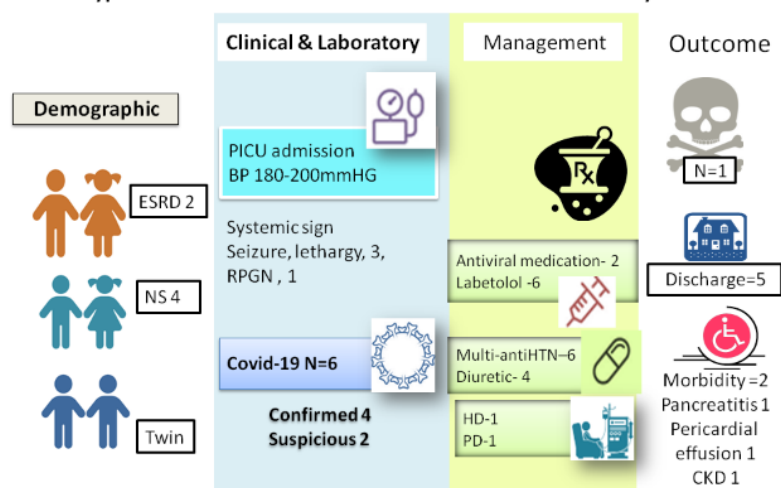 Demographic
ESRD 2
NS 4
Twin
Clinical & Laboratory
PICU admission
BP 180-200mmHG
Systemic sign
Seizure, lethargy, 3,
RPGN , 1
Covid-19 N=6
Confirmed 4
Suspicious 2
Management
Rx
Antiviral medication- 2
Labetolol -6
Multi-antiHTN–6
Diuretic- 4
HD-1
PD-1
Outcome
N=1
Discharge=5
Morbidity =2
Pancreatitis 1
Pericardial
effusion 1
CKD 1